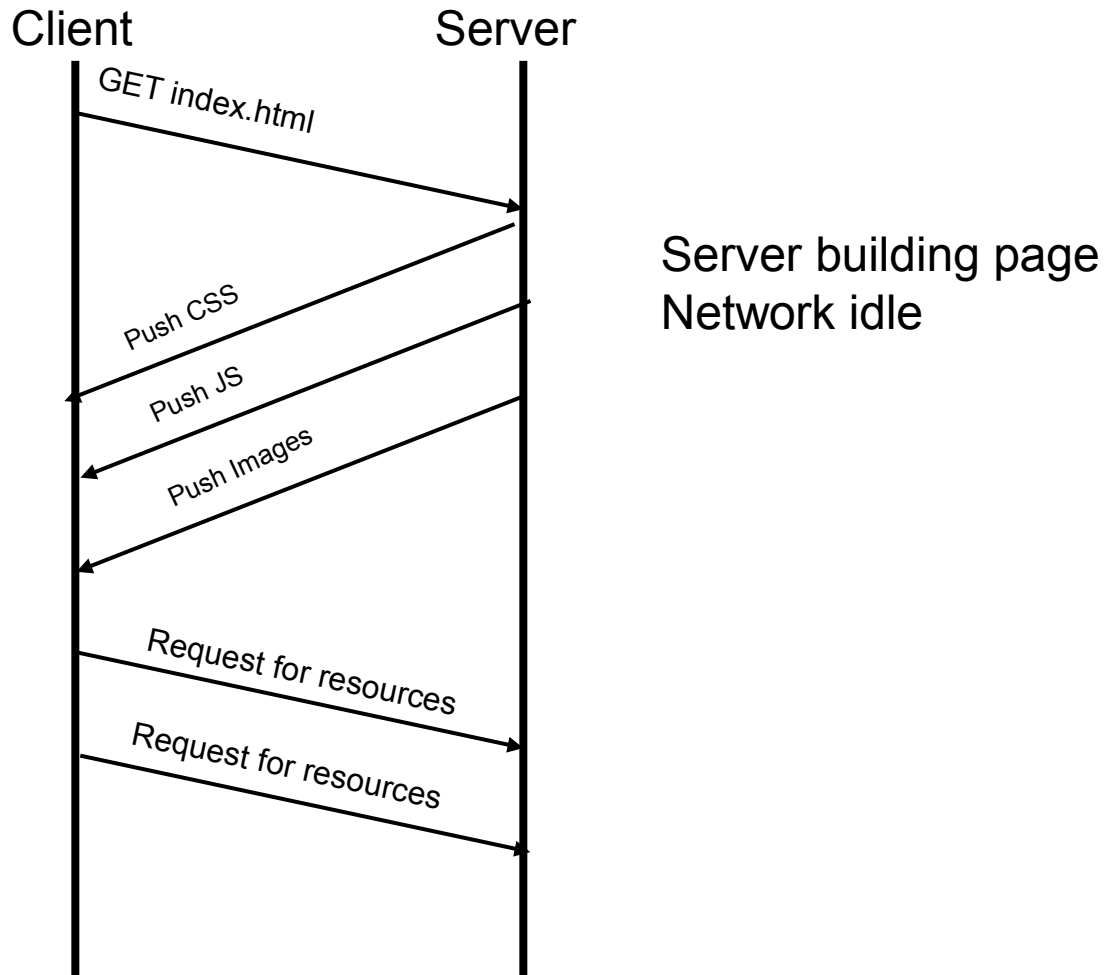 Client
Server
GET index.html
Server building page
Network idle
Push CSS
Push JS
Push Images
Request for resources
Request for resources